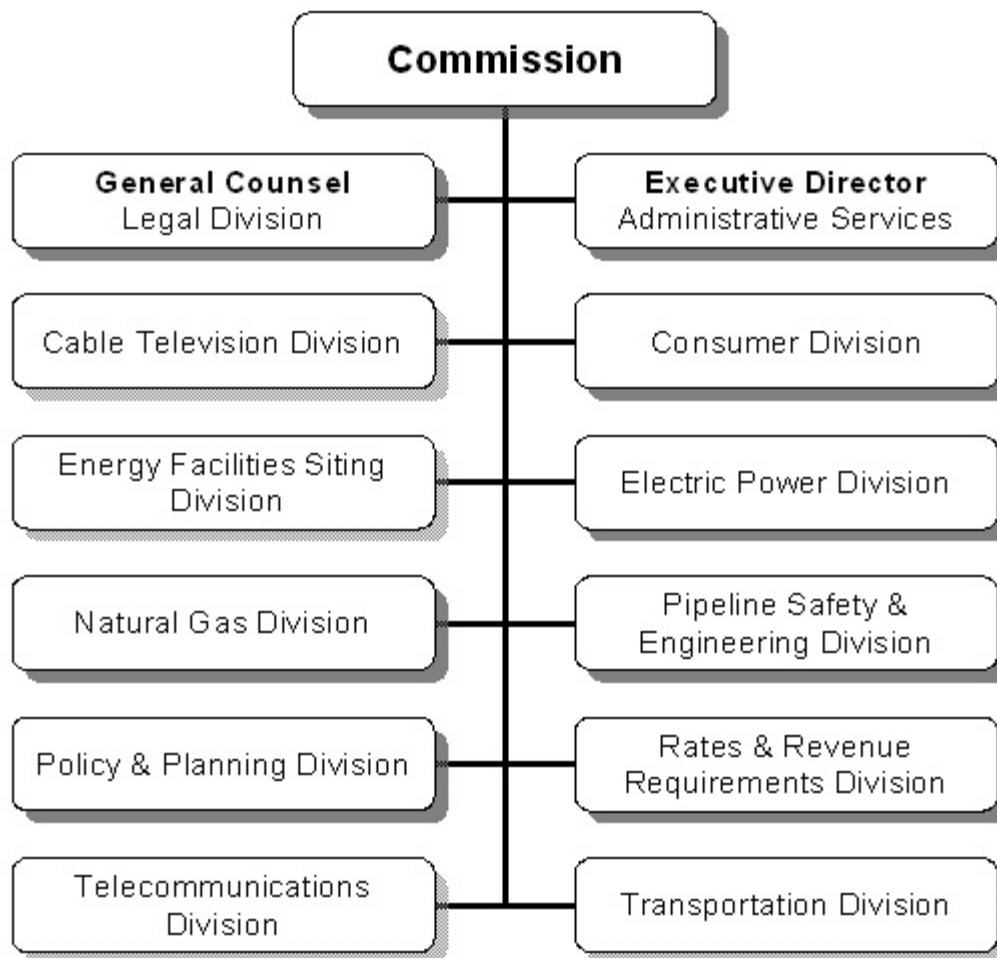 Commission
General Counsel
Legal Division
Executive Director
Administrative Services
Cable Television Division
Consumer Division
Energy Facilities Siting
Division
Electric Power Division
Natural Gas Division
Pipeline Safety &
Engineering Division
Policy & Planning Division
Rates & Revenue
Requirements Division
Telecommunications
Division
Transportation Division